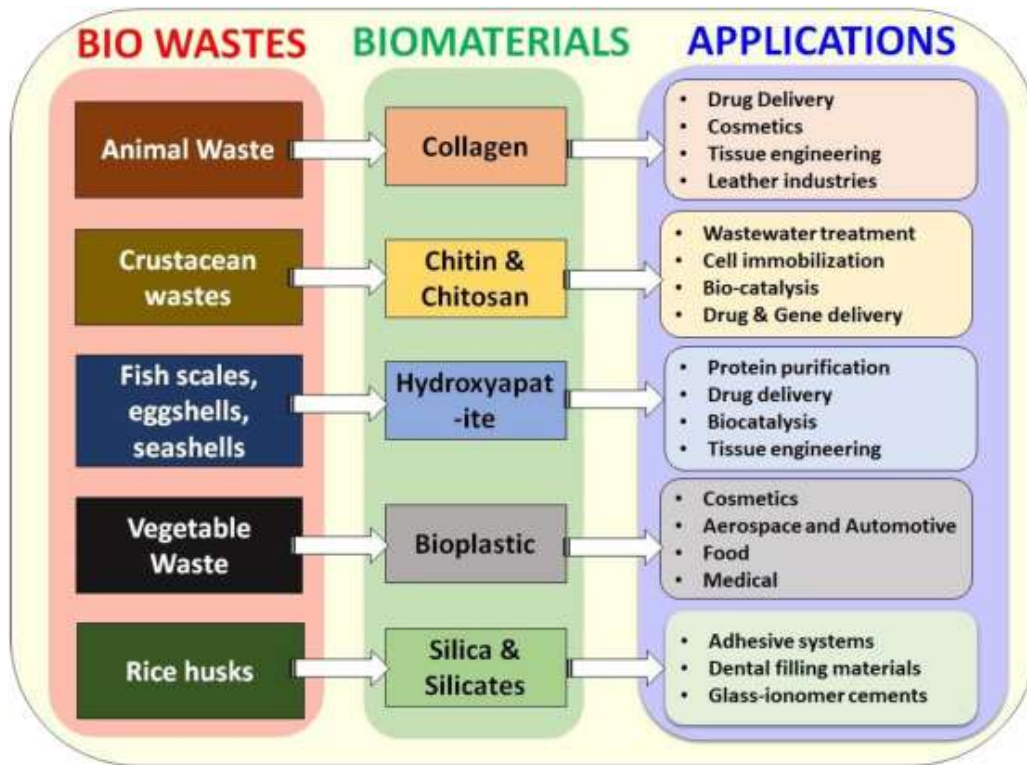 BIO WASTES
BIOMATERIALS
APPLICATIONS
Animal Waste
Collagen
• Drug Delivery
• Cosmetics
• Tissue engineering
• Leather industries
Crustacean
wastes
Chitin &
Chitosan
• Wastewater treatment
• Cell immobilization
• Bio-catalysis
• Drug & Gene delivery
Fish scales,
eggshells,
seashells
Hydroxyapat
-ite
• Protein purification
• Drug delivery
• Biocatalysis
• Tissue engineering
Vegetable
Waste
Bioplastic
• Cosmetics
• Aerospace and Automotive
• Food
• Medical
Rice husks
Silica &
Silicates
• Adhesive systems
• Dental filling materials
• Glass-ionomer cements